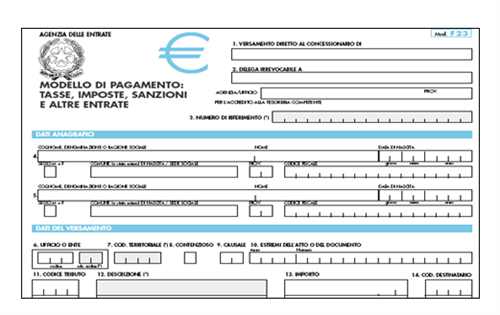 AGENZIA DELLE ENTRATE
Mod. F23
1. VERSAMENTO DIRETTO AL CONCESSIONARIO DI
2. DELEGA IRREVOCABILE A
MODELLO DI PAGAMENTO:
TASSE, IMPOSTE, SANZIONI
E ALTRE ENTRATE
AGENZIA/UFFICIO PROV.
PER L'ACCREDITO ALLA TESORERIA COMPETENTE
3. NUMERO DI RIFERIMENTO (*)
DATI ANAGRAFICI
COGNOME, DENOMINAZIONE O RAGIONE SOCIALE NOME DATA DI NASCITA
4.
SESSO M o F COMUNE (o stato estero) DI NASCITA / SEDE SOCIALE PROV. CODICE FISCALE
COGNOME, DENOMINAZIONE O RAGIONE SOCIALE NOME DATA DI NASCITA
5.
SESSO M o F COMUNE (o stato estero) DI NASCITA / SEDE SOCIALE PROV. CODICE FISCALE
DATI DEL VERSAMENTO
6. UFFICIO O ENTE 7. COD. TERRITORIALE (*) 8. CONTENZIOSO 9. CAUSALE 10. ESTREMI DELL'ATTO O DEL DOCUMENTO
Anno Numero
codice sub. codice (*)
11. CODICE TRIBUTO 12. DESCRIZIONE (*) 13. IMPORTO 14. COD. DESTINATARIO